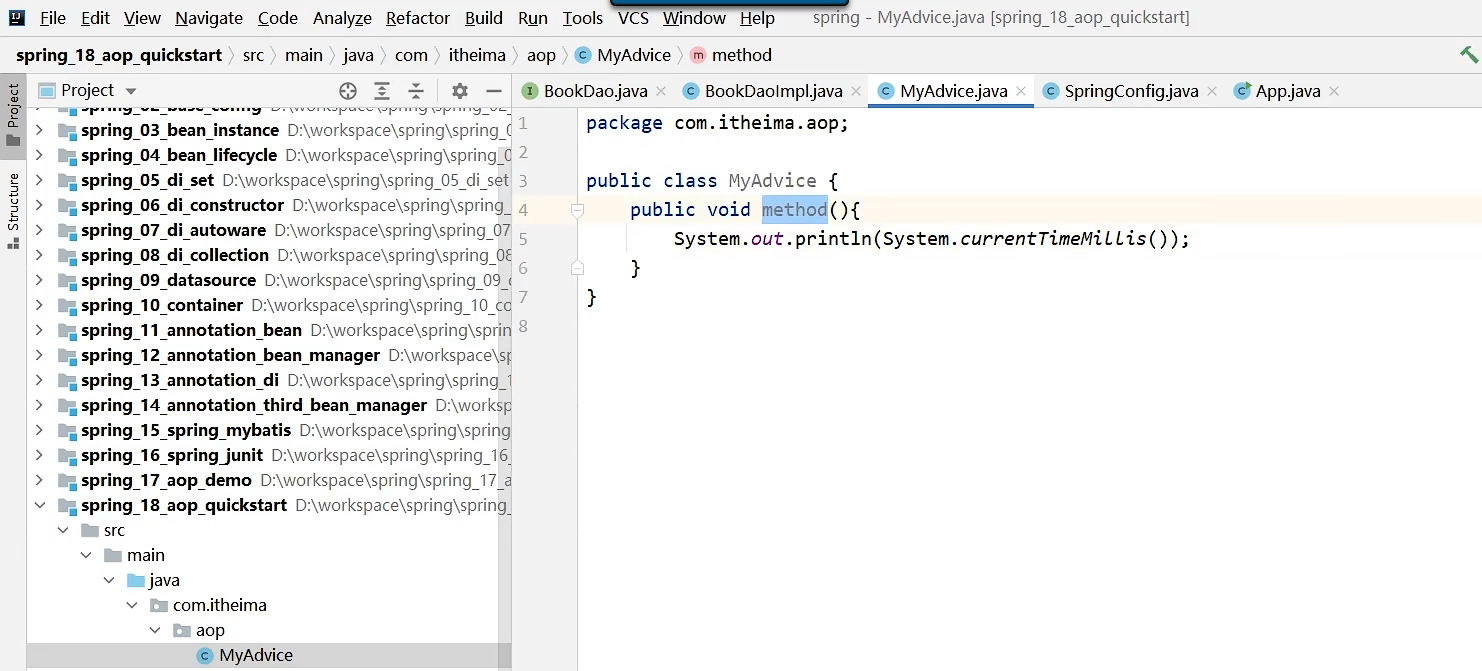 File Edit View Navigate Code Analyze Refactor Build Run Tools VCS Window Help spring - MyAdvice.java [spring_18_aop_quickstart]
spring_18_aop_quickstart src main java com itheima aop MyAdvice method
Project
BookDao.java BookDaoImpl.java MyAdvice.java SpringConfig.java App.java
Project
Structure
spring_03_bean_instance D:\workspace\spring\spring_0
spring_04_bean_lifecycle D:\workspace\spring\spring_0
spring_05_di_set D:\workspace\spring\spring_05_di_set
spring_06_di_constructor D:\workspace\spring\spring_
spring_07_di_autoware D:\workspace\spring\spring_07
spring_08_di_collection D:\workspace\spring\spring_08
spring_09_datasource D:\workspace\spring\spring_09_
spring_10_container D:\workspace\spring\spring_10_co
spring_11_annotation_bean D:\workspace\spring\sprin
spring_12_annotation_bean_manager D:\workspace\sp
spring_13_annotation_di D:\workspace\spring\spring_1
spring_14_annotation_third_bean_manager D:\worksp
spring_15_spring_mybatis D:\workspace\spring\spring
spring_16_spring_junit D:\workspace\spring\spring_16_
spring_17_aop_demo D:\workspace\spring\spring_17_a
spring_18_aop_quickstart D:\workspace\spring\spring_
src
main
java
com.itheima
aop
MyAdvice
1 package com.itheima.aop;
2
3 public class MyAdvice {
4 public void method(){
5 System.out.println(System.currentTimeMillis());
6 }
7 }
8